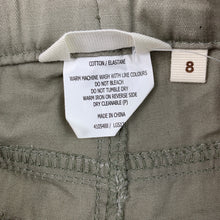 COTTON / ELASTANE
WARM MACHINE WASH WITH LIKE COLOURS
DO NOT BLEACH
DO NOT TUMBLE DRY
WARM IRON ON REVERSE SIDE
DRY CLEANABLE (P)
MADE IN CHINA
8